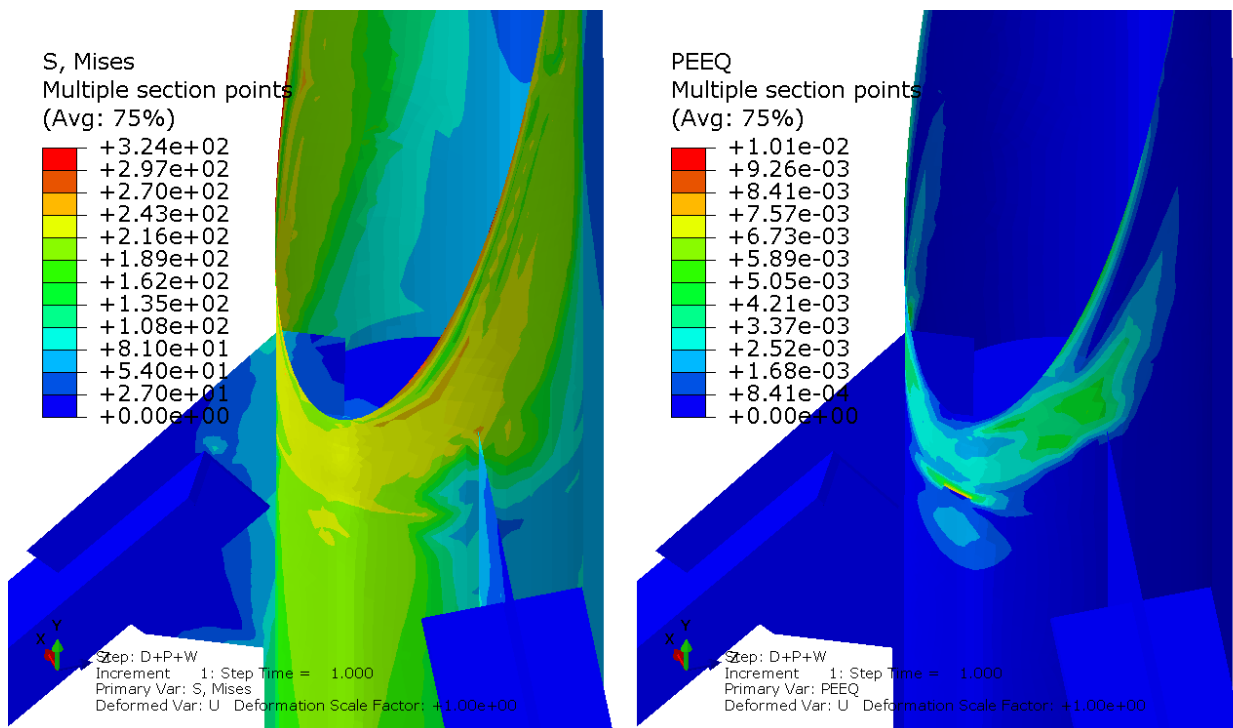 S, Mises
Multiple section points
(Avg: 75%)
+3.24e+02
+2.97e+02
+2.70e+02
+2.43e+02
+2.16e+02
+1.89e+02
+1.62e+02
+1.35e+02
+1.08e+02
+8.10e+01
+5.40e+01
+2.70e+01
+0.00e+00
Y
X
Z
Step: D+P+W
Increment 1: Step Time = 1.000
Primary Var: S, Mises
Deformed Var: U Deformation Scale Factor: +1.00e+00
PEEQ
Multiple section points
(Avg: 75%)
+1.01e-02
+9.26e-03
+8.41e-03
+7.57e-03
+6.73e-03
+5.89e-03
+5.05e-03
+4.21e-03
+3.37e-03
+2.52e-03
+1.68e-03
+8.41e-04
+0.00e+00
Y
X
Z
Step: D+P+W
Increment 1: Step Time = 1.000
Primary Var: PEEQ
Deformed Var: U Deformation Scale Factor: +1.00e+00